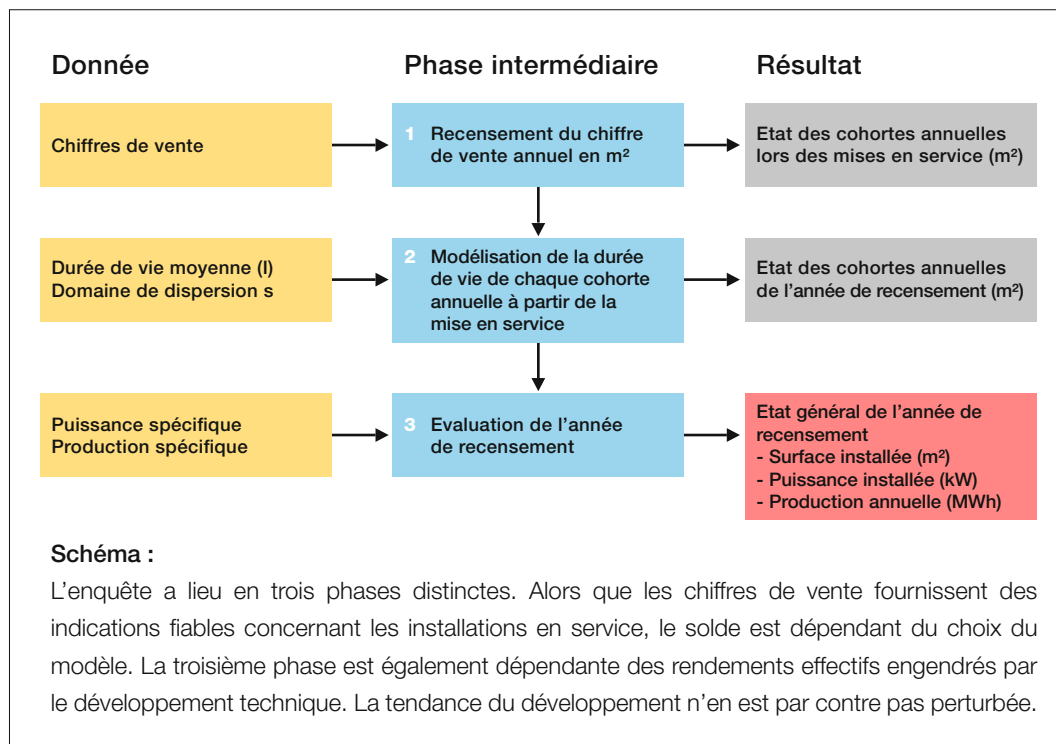 Donnée
Phase intermédiaire
Résultat
Chiffres de vente
1 Recensement du chiffre
de vente annuel en m²
Etat des cohortes annuelles
lors des mises en service (m²)
Durée de vie moyenne (l)
Domaine de dispersion s
2 Modélisation de la durée
de vie de chaque cohorte
annuelle à partir de la
mise en service
Etat des cohortes annuelles
de l'année de recensement (m²)
Puissance spécifique
Production spécifique
3 Evaluation de l'année
de recensement
Etat général de l'année de
recensement
- Surface installée (m²)
- Puissance installée (kW)
- Production annuelle (MWh)
Schéma :
L'enquête a lieu en trois phases distinctes. Alors que les chiffres de vente fournissent des
indications fiables concernant les installations en service, le solde est dépendant du choix du
modèle. La troisième phase est également dépendante des rendements effectifs engendrés par
le développement technique. La tendance du développement n'en est par contre pas perturbée.